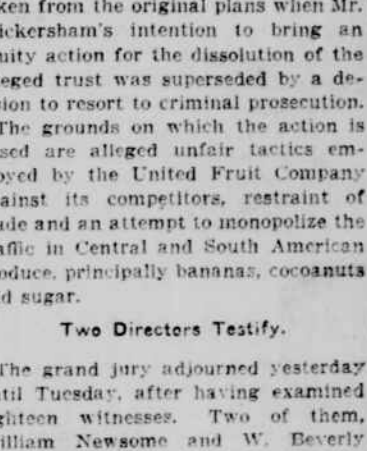 ken from the original plans when Mr.
ickersham's intention to bring an
uity action for the dissolution of the
eged trust was superseded by a de-
sion to resort to criminal prosecution.
The grounds on which the action is
sed are alleged unfair tactics em-
oyed by the United Fruit Company
ainst its competitors, restraint of
ade and an attempt to monopolize the
affic in Central and South American
oduce, principally bananas, cocoanuts
d sugar.
Two Directors Testify.
The grand jury adjourned yesterday
til Tuesday, after having examined
ghteen witnesses. Two of them,
illiam Newsome and W. Beverly